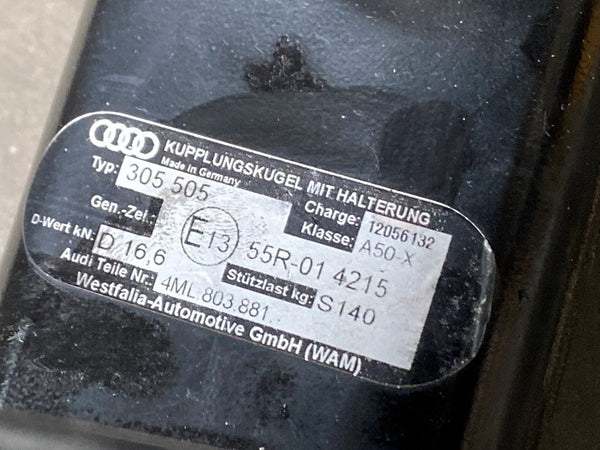 KUPPLUNGSKUGEL MIT HALTERUNG
Made in Germany
Typ: 305 505
Charge: 12056132
Klasse: A50-X
Gen.-Zei.:
E13 55R-01 4215
D-Wert kN: D 16,6
Stützlast kg: S140
Audi Teile Nr.: 4ML 803 881
Westfalia-Automotive GmbH (WAM)